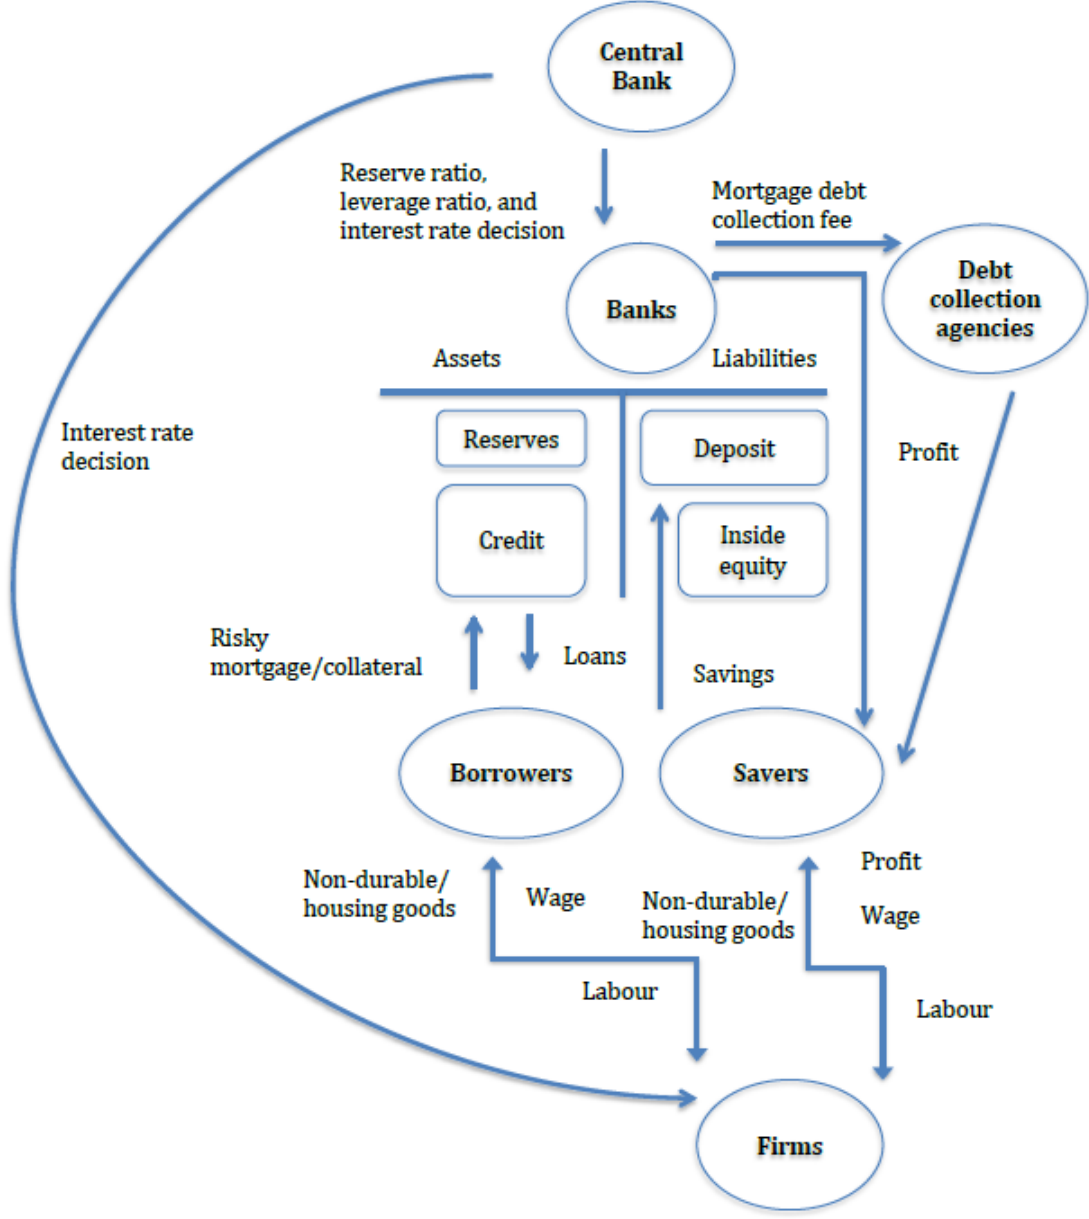 Central
Bank
Reserve ratio,
leverage ratio, and
interest rate decision
Mortgage debt
collection fee
Banks
Debt
collection
agencies
Assets
Liabilities
Interest rate
decision
Reserves
Deposit
Profit
Credit
Inside
equity
Risky
mortgage/collateral
Loans
Savings
Borrowers
Savers
Non-durable/
housing goods
Wage
Non-durable/
housing goods
Profit
Wage
Labour
Labour
Firms